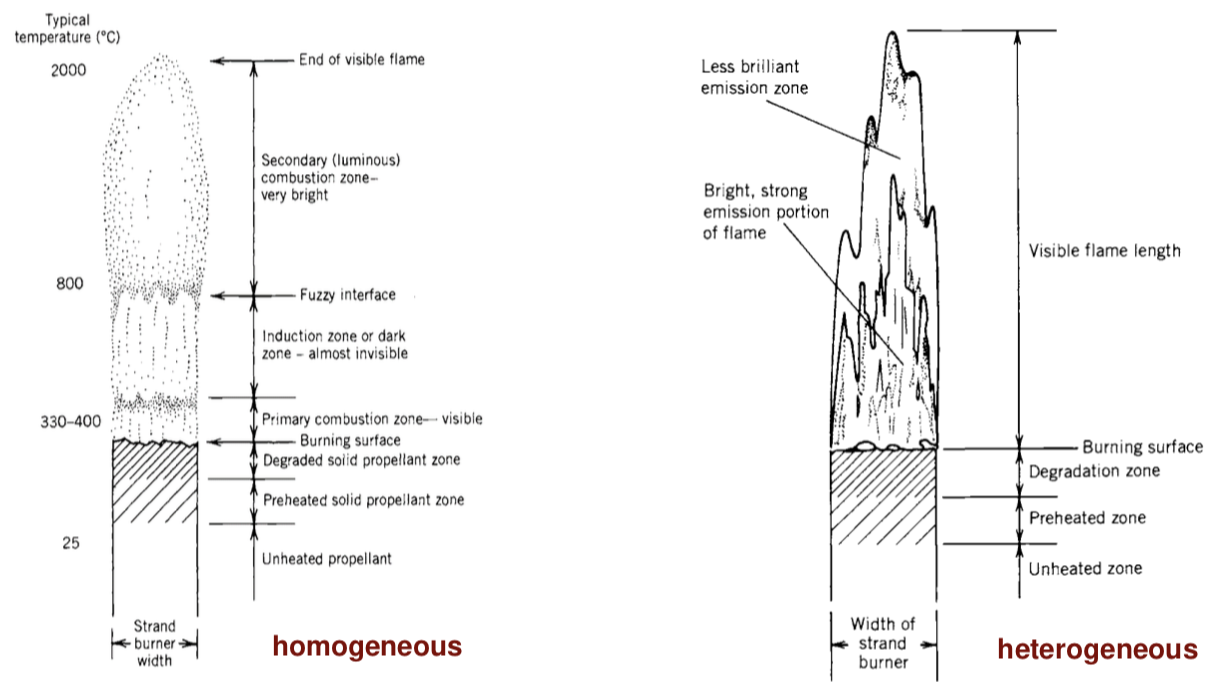 Typical
temperature (°C)
2000
End of visible flame
Secondary (luminous)
combustion zone–
very bright
800
Fuzzy interface
Induction zone or dark
zone – almost invisible
330–400
Primary combustion zone— visible
Burning surface
Degraded solid propellant zone
Preheated solid propellant zone
25
Unheated propellant
Strand
burner
width
homogeneous
Less brilliant
emission zone
Bright, strong
emission portion
of flame
Visible flame length
Burning surface
Degradation zone
Preheated zone
Unheated zone
Width of
strand
burner
heterogeneous